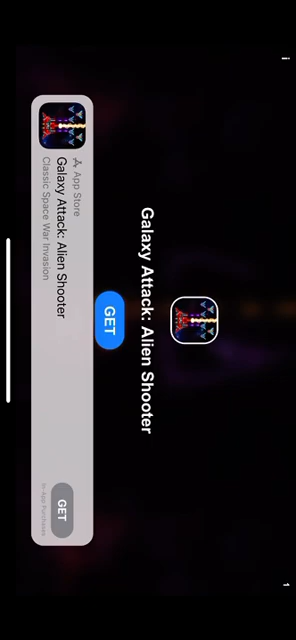 Galaxy Attack: Alien Shooter
GET
App Store
Galaxy Attack: Alien Shooter
Classic Space War Invasion
GET
In-App Purchases